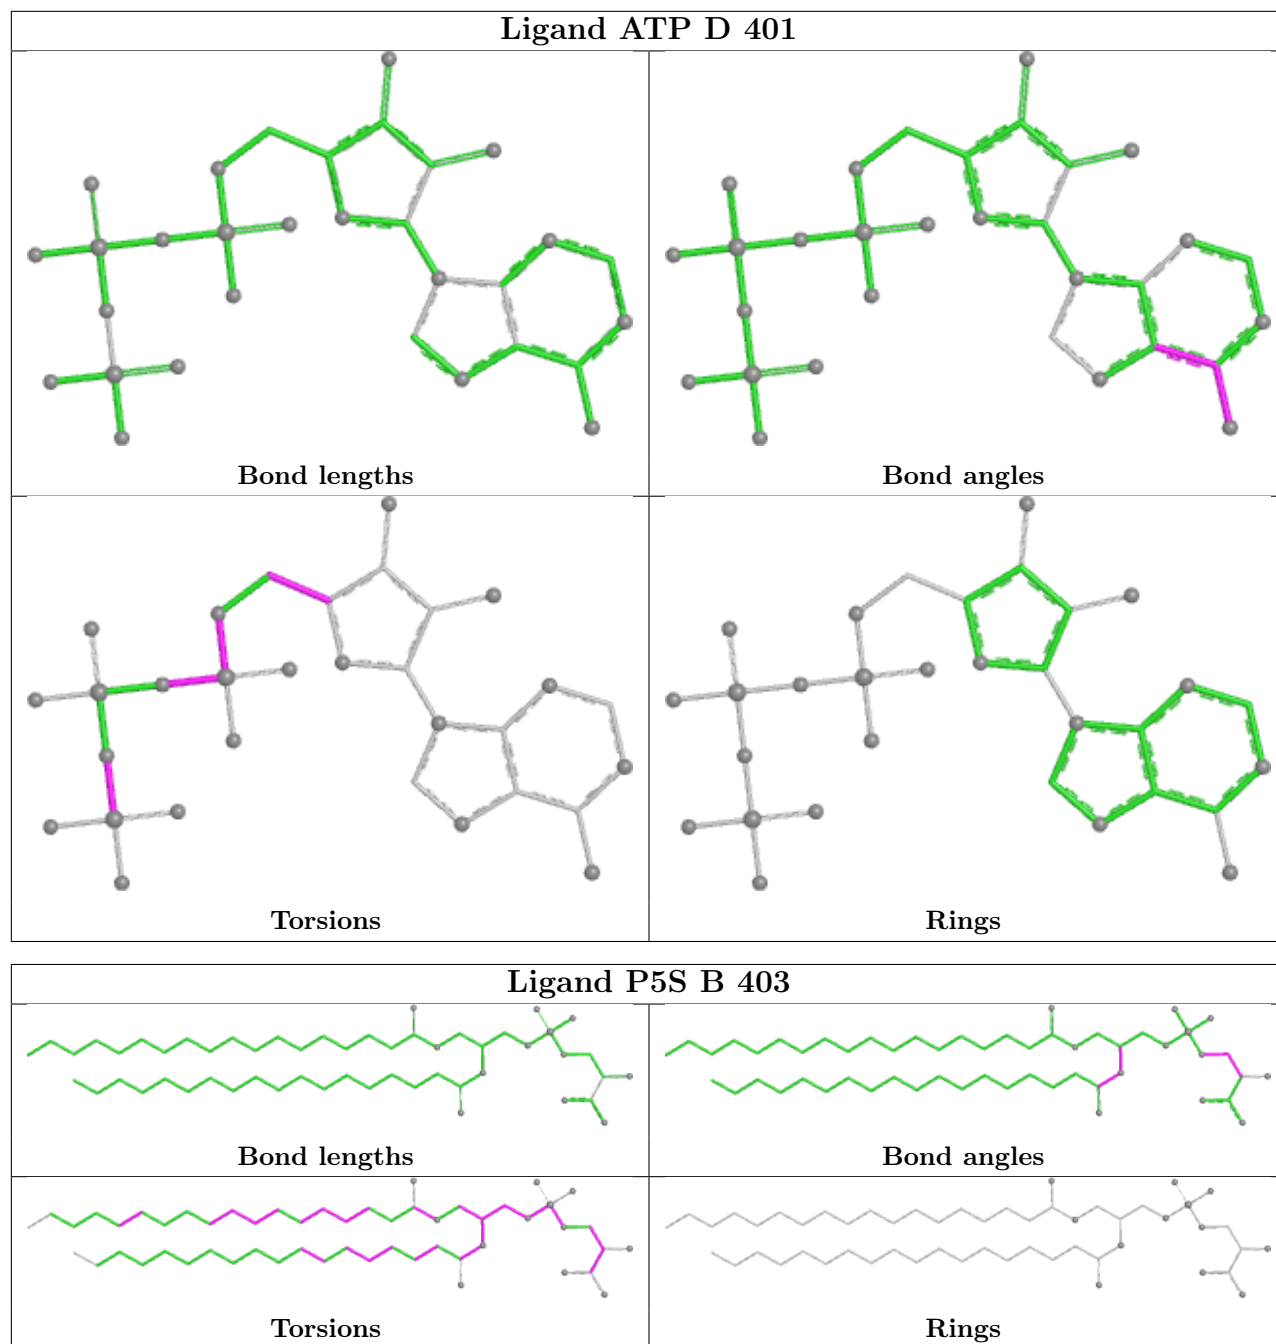 Ligand ATP D 401
Bond lengths
Bond angles
Torsions
Rings
Ligand P5S B 403
Bond lengths
Bond angles
Torsions
Rings